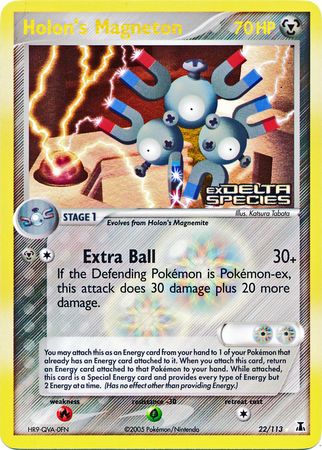 Holon's Magneton 70 HP
ex DELTA
SPECIES
Illus. Katsura Tabata
STAGE 1
Evolves from Holon's Magnemite
Extra Ball 30+
If the Defending Pokémon is Pokémon-ex,
this attack does 30 damage plus 20 more
damage.
You may attach this as an Energy card from your hand to 1 of your Pokémon that
already has an Energy card attached to it. When you attach this card, return
an Energy card attached to that Pokémon to your hand. While attached,
this card is a Special Energy card and provides every type of Energy but
2 Energy at a time. (Has no effect other than providing Energy.)
weakness resistance -30 retreat cost
HR9-QVA-0FN ©2005 Pokémon/Nintendo 22/113